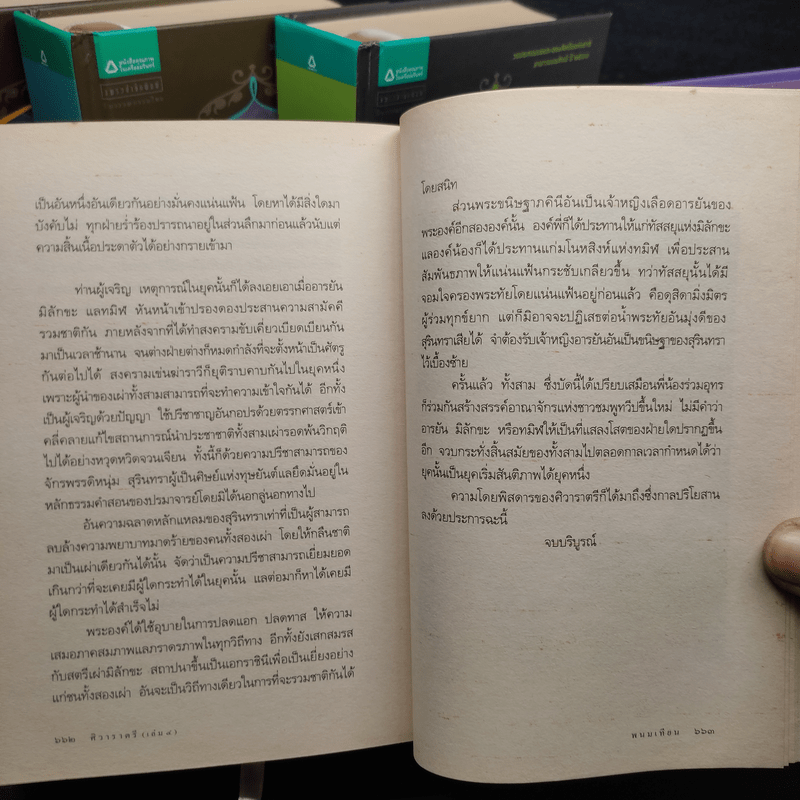 หนังสือคุณภาพ
ในเครืออมรินทร์
เป็นอันหนึ่งอันเดียวกันอย่างมั่นคงแน่นแฟ้น โดยหาได้มีสิ่งใดมา
บังคับไม่ ทุกฝ่ายร่ำร้องปรารถนาอยู่ในส่วนลึกมาก่อนแล้วนับแต่
ความสิ้นเนื้อประดาตัวได้อย่างกรายเข้ามา
ท่านผู้เจริญ เหตุการณ์ในยุคนั้นก็ได้ลงเอยเอาเมื่ออารยัน
มิลักขะ แลทมิฬ หันหน้าเข้าปรองดองประสานความสามัคคี
รวมชาติกัน ภายหลังจากที่ได้ทำสงครามขับเคี่ยวเบียดเบียนกัน
มาเป็นเวลาช้านาน จนต่างฝ่ายต่างก็หมดกำลังที่จะตั้งหน้าเป็นศัตรู
กันต่อไปได้ สงครามเข่นฆ่าราวีก็ยุติราบคาบกันไปในยุคหนึ่ง
เพราะผู้นำของเผ่าทั้งสามสามารถที่จะทำความเข้าใจกันได้ อีกทั้ง
เป็นผู้เจริญด้วยปัญญา ใช้ปรีชาชาญอันกอปรด้วยตรรกศาสตร์เข้า
คลี่คลายแก้ไขสถานการณ์นำประชาชาติทั้งสามเผ่ารอดพ้นวิกฤติ
ไปได้อย่างหวุดหวิดจวนเจียน ทั้งนี้ก็ด้วยความปรีชาสามารถของ
จักรพรรดิหนุ่ม สุรินทราผู้เป็นศิษย์แห่งทุษยันต์แลยึดมั่นอยู่ใน
หลักธรรมคำสอนของปรมาจารย์โดยมิได้นอกลู่นอกทางไป
อันความฉลาดหลักแหลมของสุรินทราเท่าที่เป็นผู้สามารถ
ลบล้างความพยาบาทมาดร้ายของคนทั้งสองเผ่า โดยให้กลืนชาติ
มาเป็นเผ่าเดียวกันได้นั้น จัดว่าเป็นความปรีชาสามารถเยี่ยมยอด
เกินกว่าที่จะเคยมีผู้ใดกระทำได้ในยุคนั้น แลต่อมาก็หาได้เคยมี
ผู้ใดกระทำได้สำเร็จไม่
พระองค์ได้ใช้อุบายในการปลดแอก ปลดทาส ให้ความ
เสมอภาคสมภาพแลภราดรภาพในทุกวิถีทาง อีกทั้งยังเสกสมรส
กับสตรีเผ่ามิลักขะ สถาปนาขึ้นเป็นเอกราชินีเพื่อเป็นเยี่ยงอย่าง
แก่ชนทั้งสองเผ่า อันจะเป็นวิถีทางเดียวในการที่จะรวมชาติกันได้
๖๖๒ ศิวาราตรี (เล่ม ๔)
โดยสนิท
ส่วนพระขนิษฐาภคินีอันเป็นเจ้าหญิงเลือดอารยันของ
พระองค์อีกสององค์นั้น องค์พี่ก็ได้ประทานให้แก่ทัสสยุแห่งมิลักขะ
แลองค์น้องก็ได้ประทานแก่มโนหสิงห์แห่งทมิฬ เพื่อประสาน
สัมพันธภาพให้แน่นแฟ้นกระชับเกลียวขึ้น ทว่าทัสสยุนั้นได้มี
จอมใจครองพระทัยโดยแน่นแฟ้นอยู่ก่อนแล้ว คือดุสิดามิ่งมิตร
ผู้ร่วมทุกข์ยาก แต่ก็มิอาจจะปฏิเสธต่อน้ำพระทัยอันมุ่งดีของ
สุรินทราเสียได้ จำต้องรับเจ้าหญิงอารยันอันเป็นขนิษฐาของสุรินทรา
ไว้เบื้องซ้าย
ครั้นแล้ว ทั้งสาม ซึ่งบัดนี้ได้เปรียบเสมือนพี่น้องร่วมอุทร
ก็ร่วมกันสร้างสรรค์อาณาจักรแห่งชาวชมพูทวีปขึ้นใหม่ ไม่มีคำว่า
อารยัน มิลักขะ หรือทมิฬให้เป็นที่แสลงโสตของฝ่ายใดปรากฏขึ้น
อีก จวบกระทั่งสิ้นสมัยของทั้งสามไปตลอดกาลเวลากำหนดได้ว่า
ยุคนั้นเป็นยุคเริ่มสันติภาพได้ยุคหนึ่ง
ความโดยพิสดารของศิวาราตรีก็ได้มาถึงซึ่งกาลปริโยสาน
ลงด้วยประการฉะนี้
จบบริบูรณ์
พนมเทียน ๖๖๓